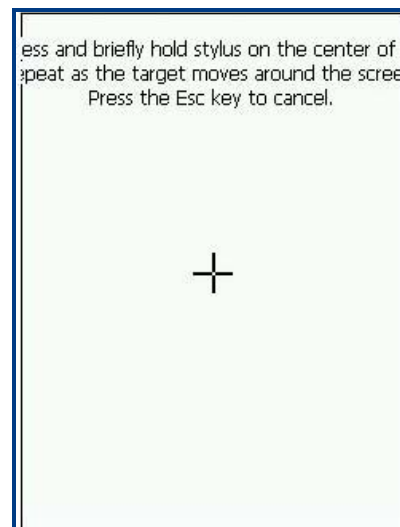 ess and briefly hold stylus on the center of
epeat as the target moves around the scree
Press the Esc key to cancel.